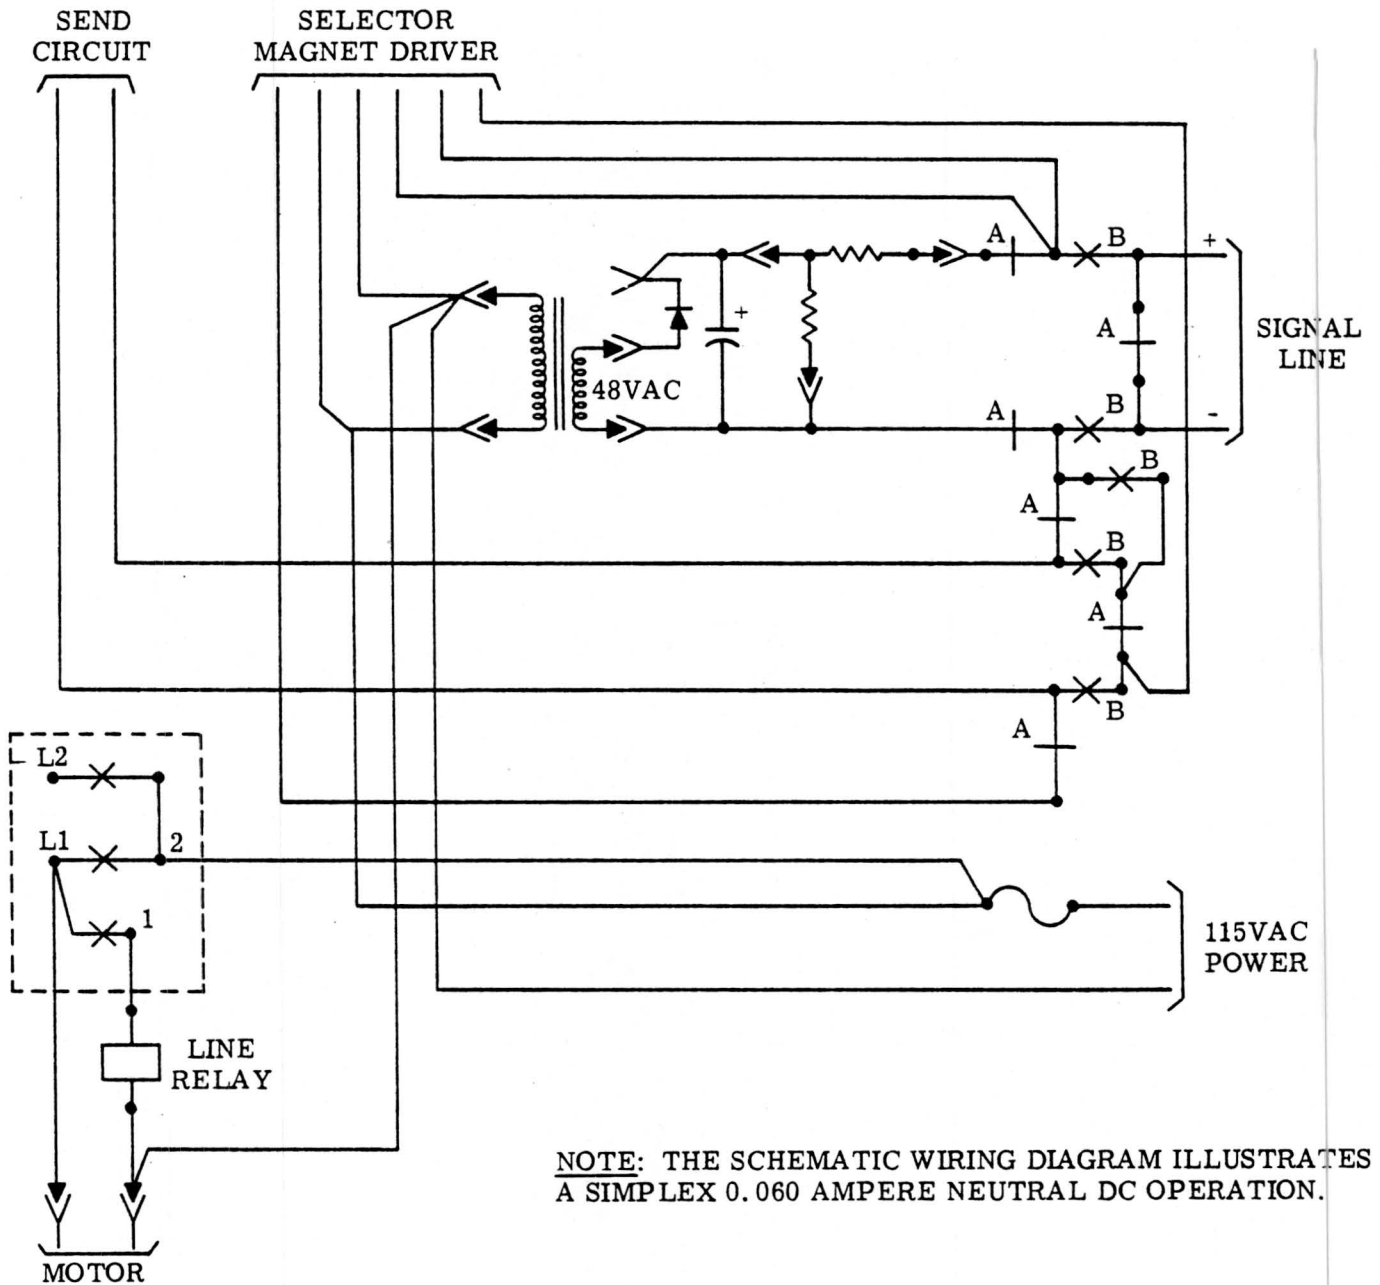 SEND
CIRCUIT
SELECTOR
MAGNET DRIVER
A
B
+
SIGNAL
LINE
A
+
48VAC
A
B
-
B
A
B
A
B
A
L2
L1
2
1
115VAC
POWER
LINE
RELAY
NOTE: THE SCHEMATIC WIRING DIAGRAM ILLUSTRATES
A SIMPLEX 0.060 AMPERE NEUTRAL DC OPERATION.
MOTOR